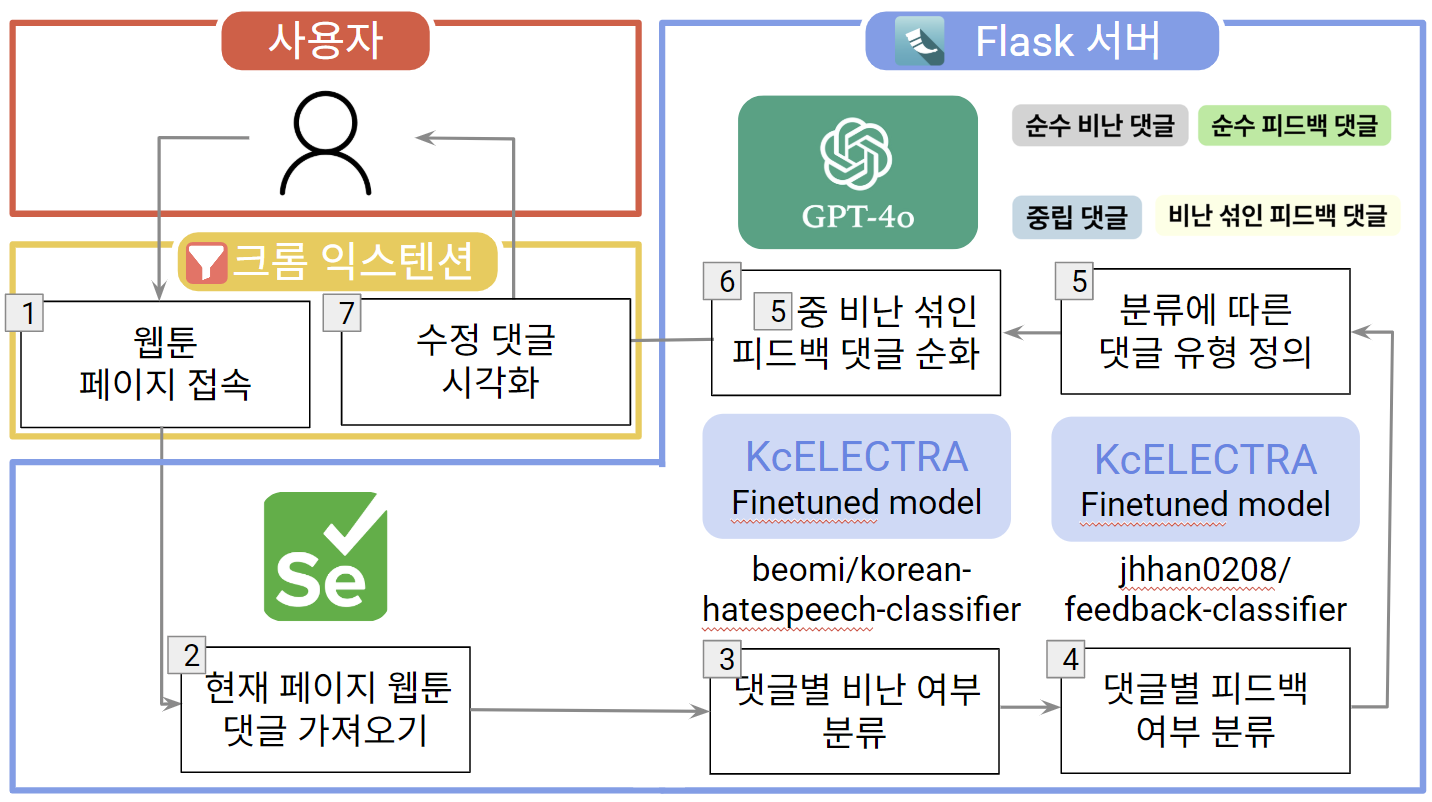 사용자
Flask 서버
GPT-4o
순수 비난 댓글
순수 피드백 댓글
중립 댓글
비난 섞인 피드백 댓글
크롬 익스텐션
1
웹툰
페이지 접속
7
수정 댓글
시각화
6
5 중 비난 섞인
피드백 댓글 순화
5
분류에 따른
댓글 유형 정의
KcELECTRA
Finetuned model
beomi/korean-
hatespeech-classifier
KcELECTRA
Finetuned model
jhhan0208/
feedback-classifier
Se
2
현재 페이지 웹툰
댓글 가져오기
3
댓글별 비난 여부
분류
4
댓글별 피드백
여부 분류